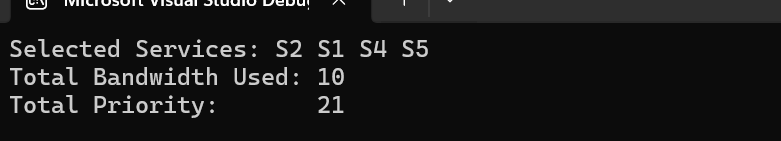 Microsoft Visual Studio Debu
Selected Services: S2 S1 S4 S5
Total Bandwidth Used: 10
Total Priority: 21